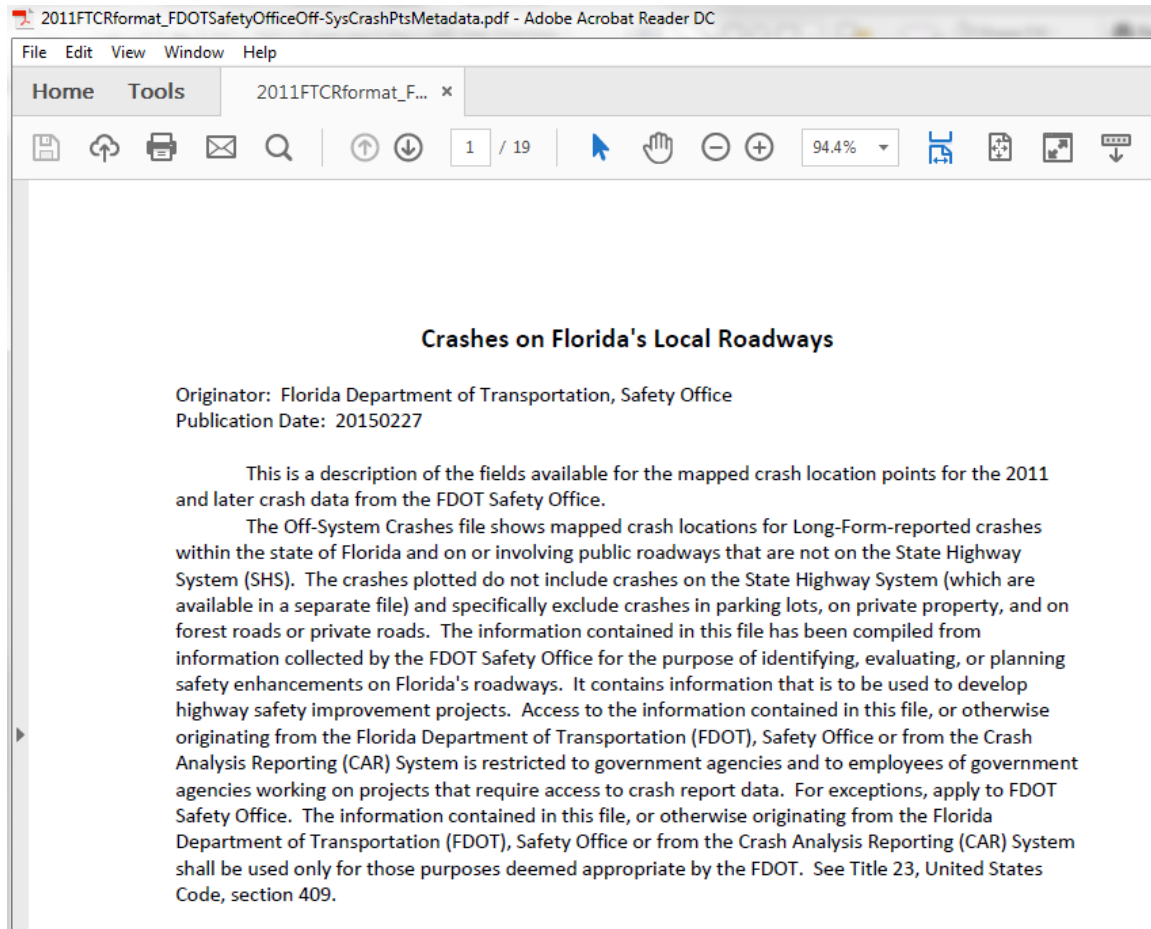 2011FTCRformat_FDOTSafetyOfficeOff-SysCrashPtsMetadata.pdf - Adobe Acrobat Reader DC
File Edit View Window Help
Home Tools 2011FTCRformat_F... ×
1 / 19 94.4%
Crashes on Florida's Local Roadways
Originator: Florida Department of Transportation, Safety Office
Publication Date: 20150227
This is a description of the fields available for the mapped crash location points for the 2011
and later crash data from the FDOT Safety Office.
The Off-System Crashes file shows mapped crash locations for Long-Form-reported crashes
within the state of Florida and on or involving public roadways that are not on the State Highway
System (SHS). The crashes plotted do not include crashes on the State Highway System (which are
available in a separate file) and specifically exclude crashes in parking lots, on private property, and on
forest roads or private roads. The information contained in this file has been compiled from
information collected by the FDOT Safety Office for the purpose of identifying, evaluating, or planning
safety enhancements on Florida's roadways. It contains information that is to be used to develop
highway safety improvement projects. Access to the information contained in this file, or otherwise
originating from the Florida Department of Transportation (FDOT), Safety Office or from the Crash
Analysis Reporting (CAR) System is restricted to government agencies and to employees of government
agencies working on projects that require access to crash report data. For exceptions, apply to FDOT
Safety Office. The information contained in this file, or otherwise originating from the Florida
Department of Transportation (FDOT), Safety Office or from the Crash Analysis Reporting (CAR) System
shall be used only for those purposes deemed appropriate by the FDOT. See Title 23, United States
Code, section 409.